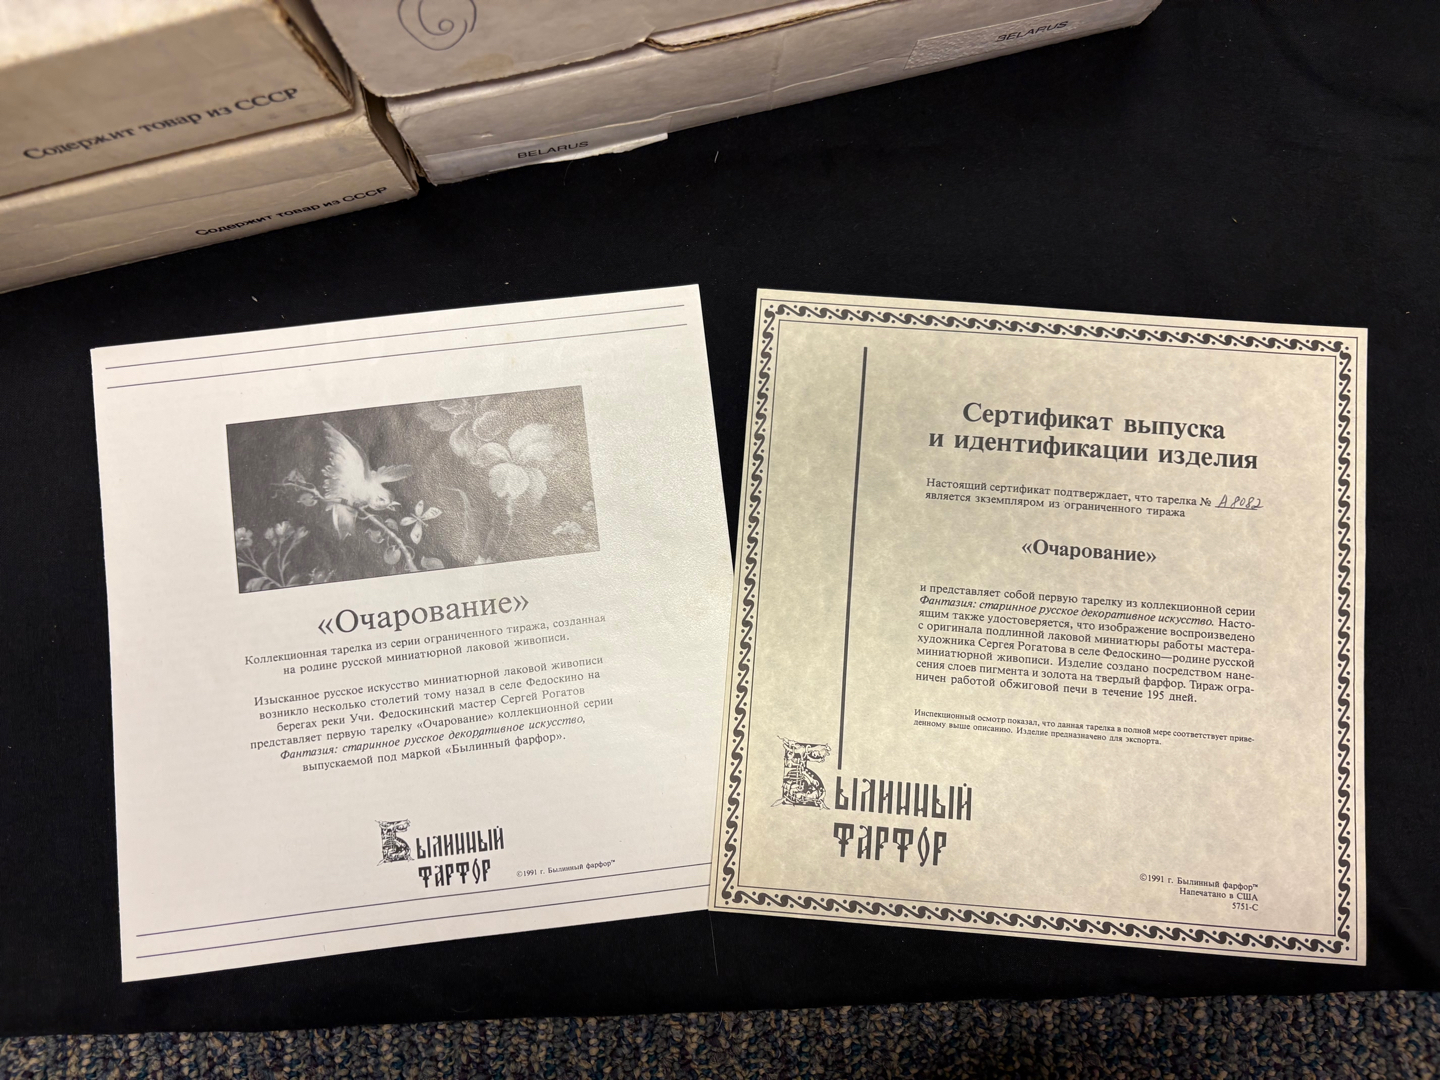 Содержит товар из СССР
Содержит товар из СССР
BELARUS
BELARUS
«Очарование»
Коллекционная тарелка из серии ограниченного тиража, созданная
на родине русской миниатюрной лаковой живописи.
Изысканное русское искусство миниатюрной лаковой живописи
возникло несколько столетий тому назад в селе Федоскино на
берегах реки Учи. Федоскинский мастер Сергей Рогатов
представляет первую тарелку «Очарование» коллекционной серии
Фантазия: старинное русское декоративное искусство,
выпускаемой под маркой «Былинный фарфор».
Былинный
фарфор
©1991 г. Былинный фарфор™
Сертификат выпуска
и идентификации изделия
Настоящий сертификат подтверждает, что тарелка № А8082
является экземпляром из ограниченного тиража
«Очарование»
и представляет собой первую тарелку из коллекционной серии
Фантазия: старинное русское декоративное искусство. Насто-
ящим также удостоверяется, что изображение воспроизведено
с оригинала подлинной лаковой миниатюры работы мастера-
художника Сергея Рогатова в селе Федоскино—родине русской
миниатюрной живописи. Изделие создано посредством нане-
сения слоев пигмента и золота на твердый фарфор. Тираж огра-
ничен работой обжиговой печи в течение 195 дней.
Инспекционный осмотр показал, что данная тарелка в полной мере соответствует приве-
денному выше описанию. Изделие предназначено для экспорта.
Былинный
фарфор
©1991 г. Былинный фарфор™
Напечатано в США
5751-C